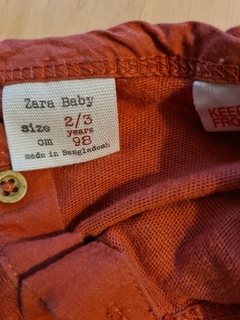 Zara Baby
size 2/3
years
cm 98
made in Bangladesh
KEEP
FRO